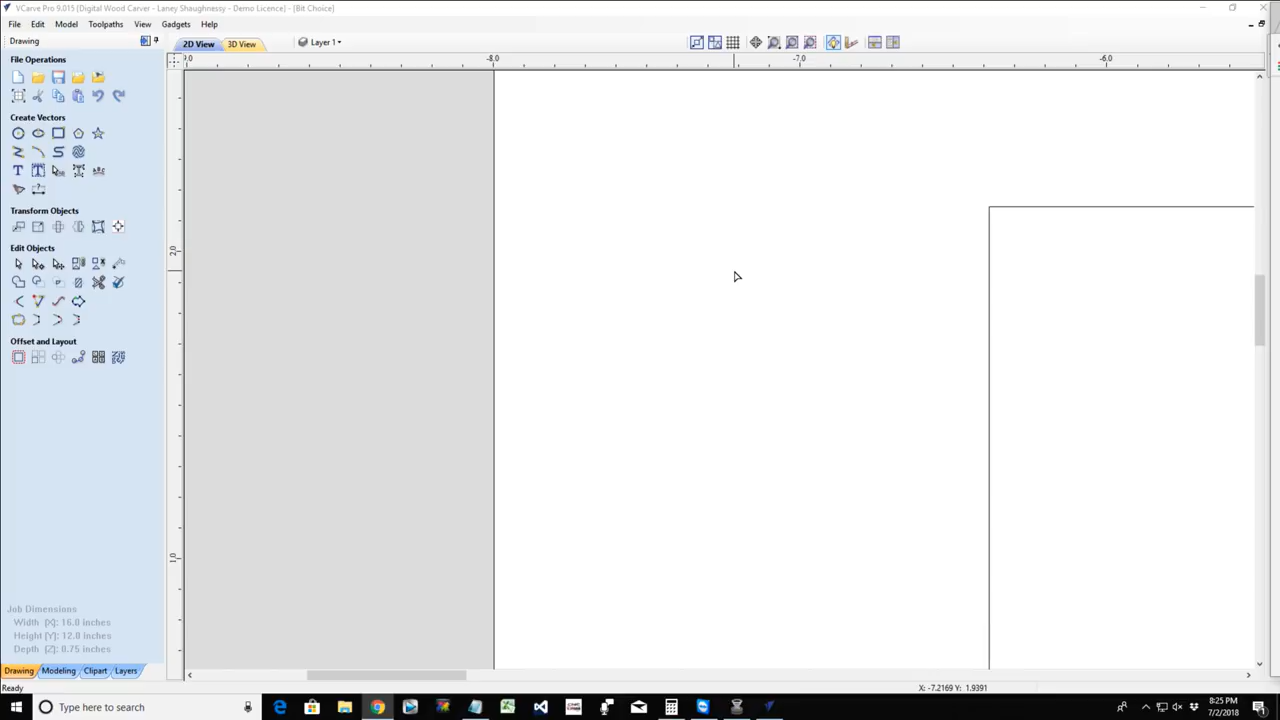 VCarve Pro 9.015 [Digital Wood Carver - Laney Shaughnessy - Demo Licence] - [Bit Choice]
File Edit Model Toolpaths View Gadgets Help
Drawing
2D View 3D View Layer 1
File Operations
-8.0 -7.0 -6.0
Create Vectors
Transform Objects
Edit Objects
2.0
Offset and Layout
1.0
Job Dimensions
Width (X): 16.0 inches
Height (Y): 12.0 inches
Depth (Z): 0.75 inches
Drawing Modeling Clipart Layers
Ready X: -7.2169 Y: 1.9391
Type here to search
8:25 PM
7/2/2018